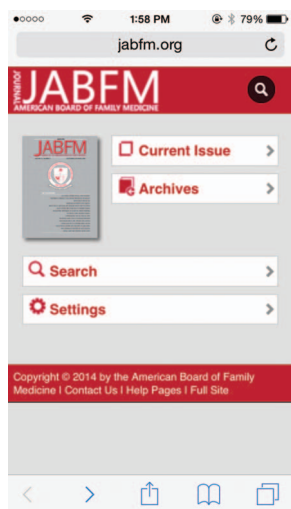 1:58 PM
79%
jabfm.org
JOURNAL
JABFM
AMERICAN BOARD OF FAMILY MEDICINE
JABFM
Current Issue
Archives
Search
Settings
Copyright © 2014 by the American Board of Family
Medicine I Contact Us I Help Pages I Full Site